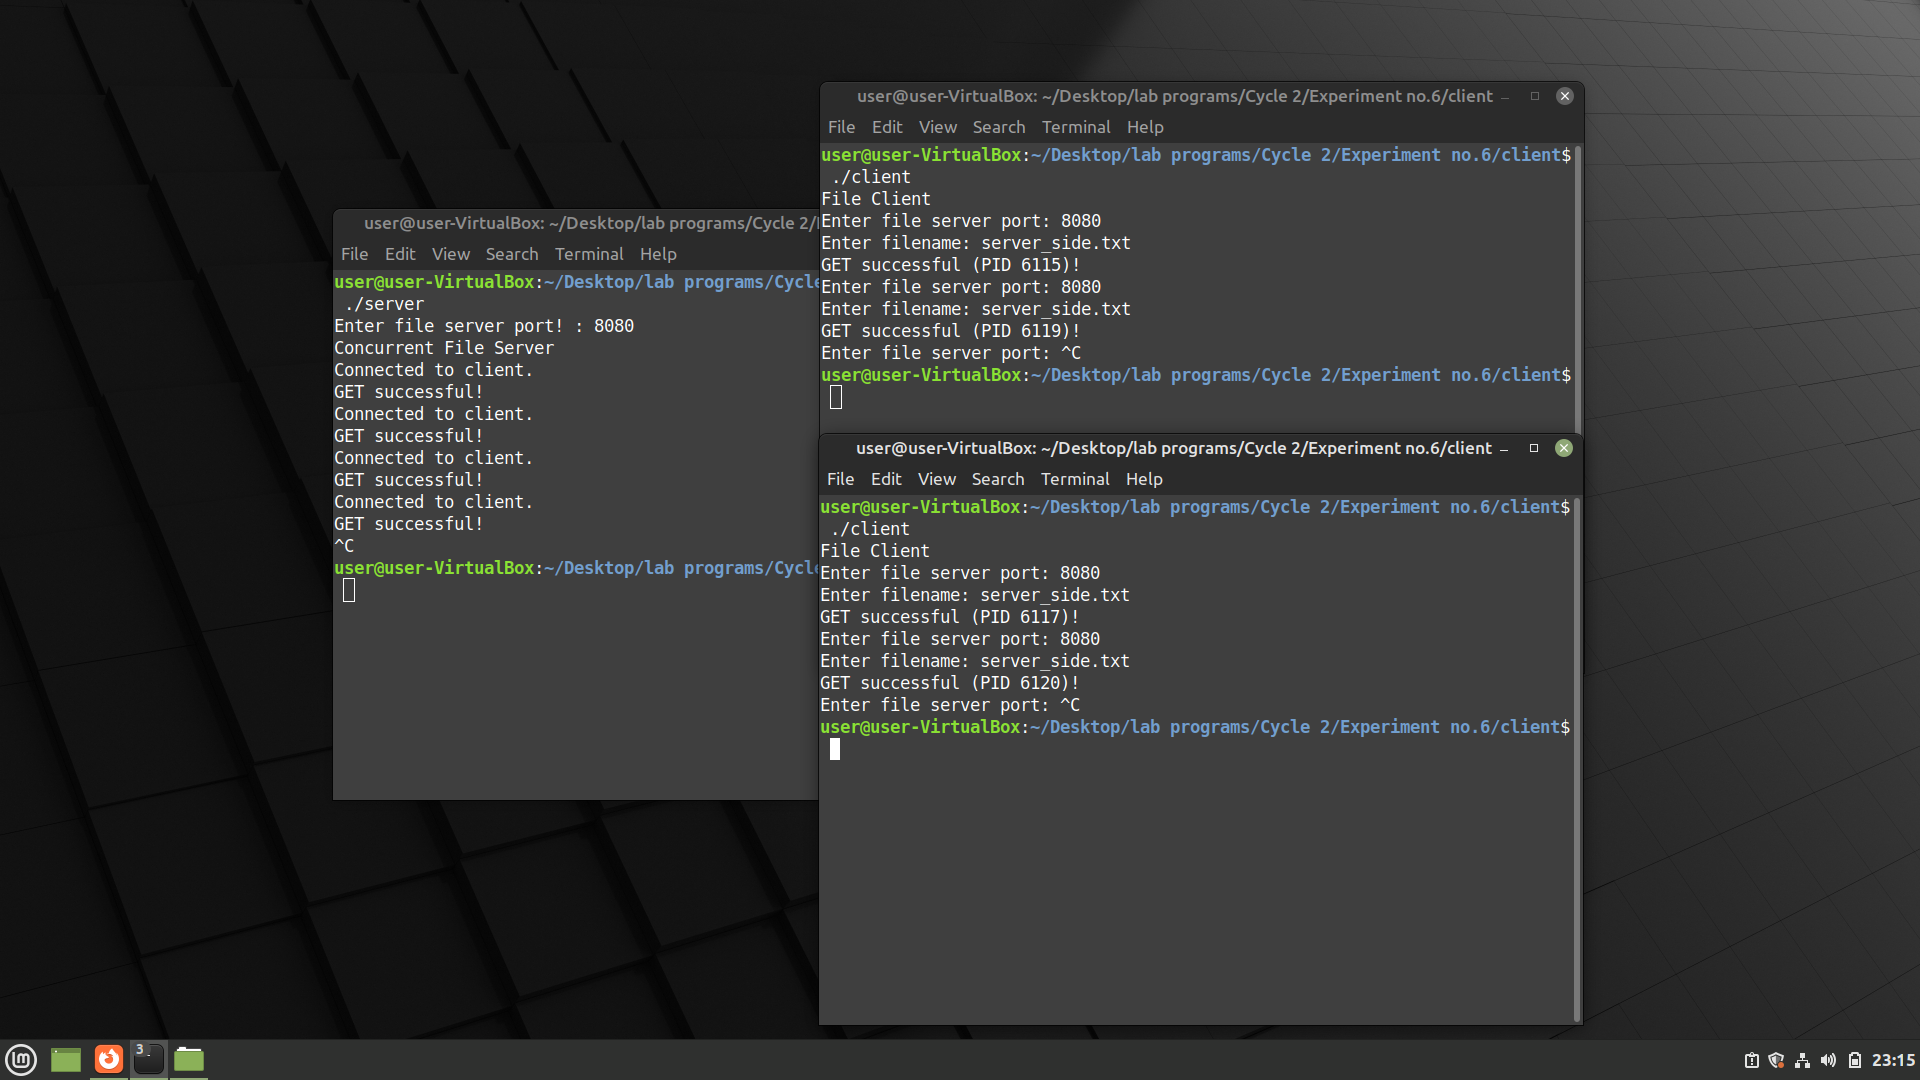 user@user-VirtualBox: ~/Desktop/lab programs/Cycle 2/
File Edit View Search Terminal Help
user@user-VirtualBox:~/Desktop/lab programs/Cycle
./server
Enter file server port! : 8080
Concurrent File Server
Connected to client.
GET successful!
Connected to client.
GET successful!
Connected to client.
GET successful!
Connected to client.
GET successful!
^C
user@user-VirtualBox:~/Desktop/lab programs/Cycle
user@user-VirtualBox: ~/Desktop/lab programs/Cycle 2/Experiment no.6/client
File Edit View Search Terminal Help
user@user-VirtualBox:~/Desktop/lab programs/Cycle 2/Experiment no.6/client$
./client
File Client
Enter file server port: 8080
Enter filename: server_side.txt
GET successful (PID 6115)!
Enter file server port: 8080
Enter filename: server_side.txt
GET successful (PID 6119)!
Enter file server port: ^C
user@user-VirtualBox:~/Desktop/lab programs/Cycle 2/Experiment no.6/client$
user@user-VirtualBox: ~/Desktop/lab programs/Cycle 2/Experiment no.6/client
File Edit View Search Terminal Help
user@user-VirtualBox:~/Desktop/lab programs/Cycle 2/Experiment no.6/client$
./client
File Client
Enter file server port: 8080
Enter filename: server_side.txt
GET successful (PID 6117)!
Enter file server port: 8080
Enter filename: server_side.txt
GET successful (PID 6120)!
Enter file server port: ^C
user@user-VirtualBox:~/Desktop/lab programs/Cycle 2/Experiment no.6/client$
3
23:15